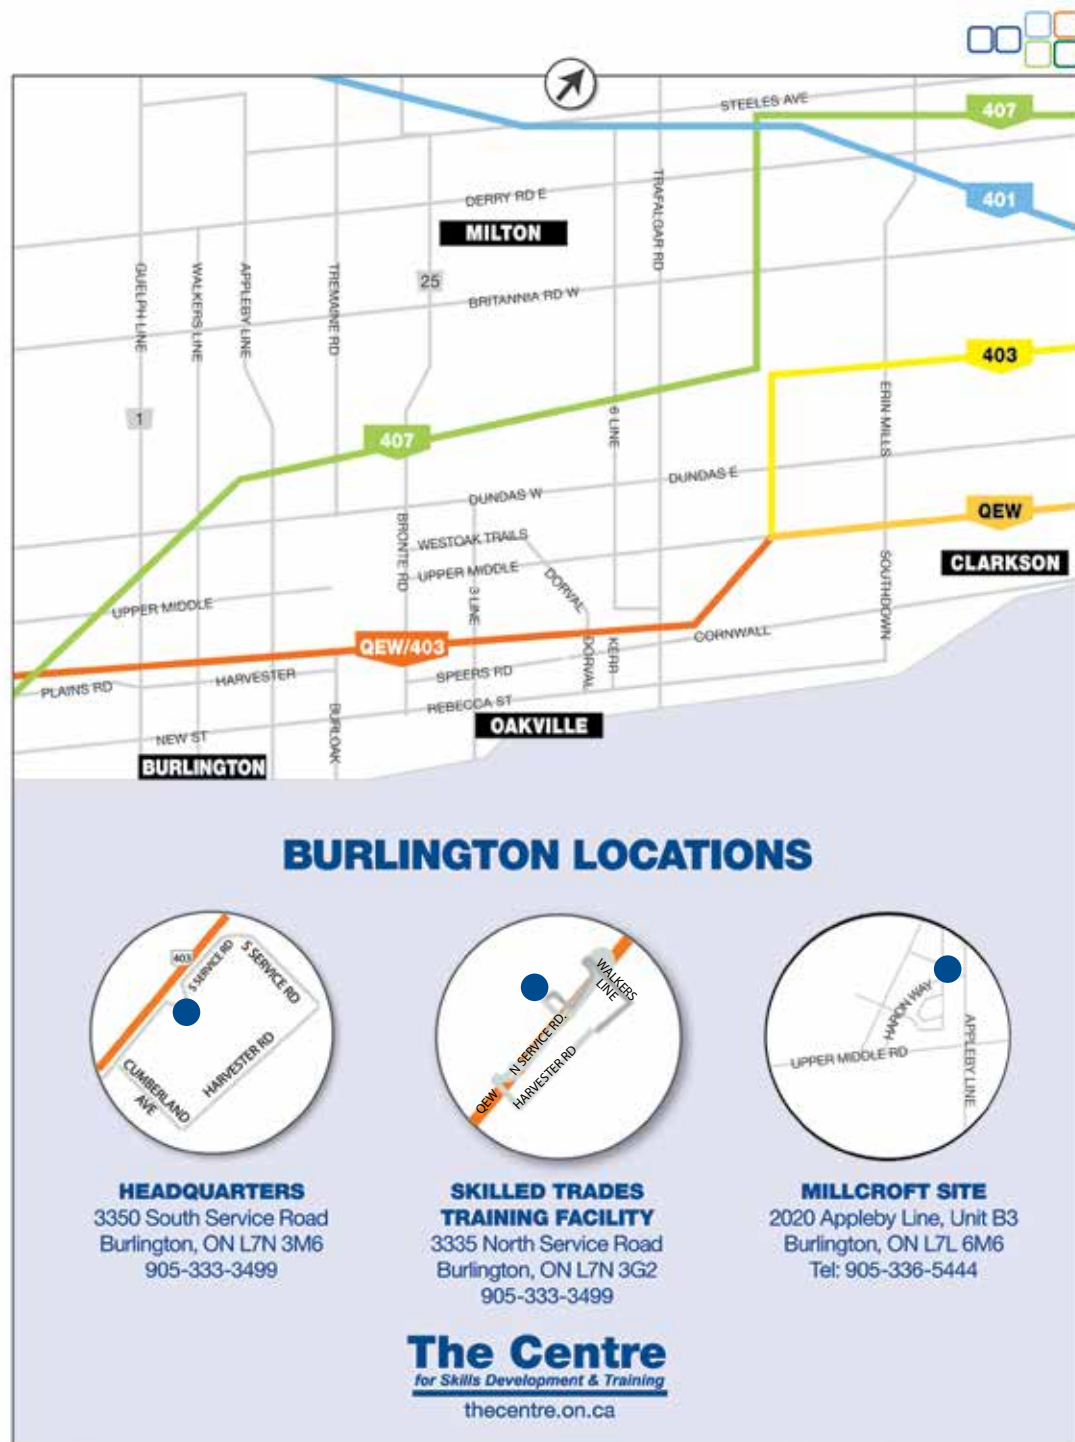 STEELES AVE
407
401
DERRY RD E
MILTON
TRAFALGAR RD
GUELPH LINE
WALKERS LINE
APPLEBY LINE
TREMAINE RD
25
BRITANNIA RD W
403
1
407
6 LINE
ERIN MILLS
DUNDAS E
DUNDAS W
QEW
BRONTE RD
WESTOAK TRAILS
UPPER MIDDLE
3 LINE
DORVAL
SOUTHDOWN
CLARKSON
UPPER MIDDLE
QEW/403
DORVAL
KERR
CORNWALL
PLAINS RD
HARVESTER
SPEERS RD
REBECCA ST
NEW ST
BURLOAK
OAKVILLE
BURLINGTON
BURLINGTON LOCATIONS
403
S SERVICE RD
S SERVICE RD
HARVESTER RD
CUMBERLAND
AVE
WALKERS
LINE
N SERVICE RD.
HARVESTER RD
QEW
HARON WAY
UPPER MIDDLE RD
APPLEBY LINE
HEADQUARTERS
3350 South Service Road
Burlington, ON L7N 3M6
905-333-3499
SKILLED TRADES
TRAINING FACILITY
3335 North Service Road
Burlington, ON L7N 3G2
905-333-3499
MILLCROFT SITE
2020 Appleby Line, Unit B3
Burlington, ON L7L 6M6
Tel: 905-336-5444
The Centre
for Skills Development & Training
thecentre.on.ca